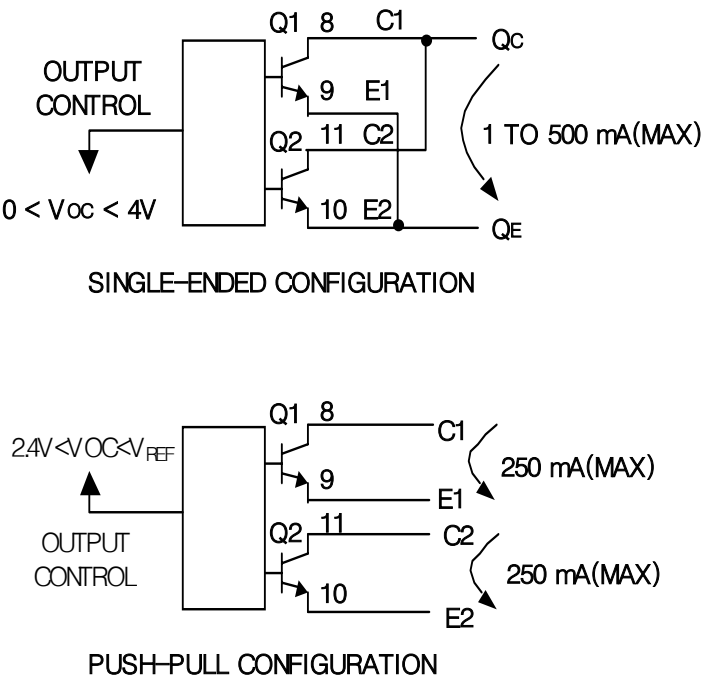 Q1 8 C1
QC
OUTPUT
CONTROL
9 E1
Q2 11 C2
1 TO 500 mA(MAX)
0 < VOC < 4V
10 E2
QE
SINGLE-ENDED CONFIGURATION
Q1 8
C1
2.4V<VOC<VREF
250 mA(MAX)
9
E1
Q2 11
C2
OUTPUT
CONTROL
250 mA(MAX)
10
E2
PUSH-PULL CONFIGURATION